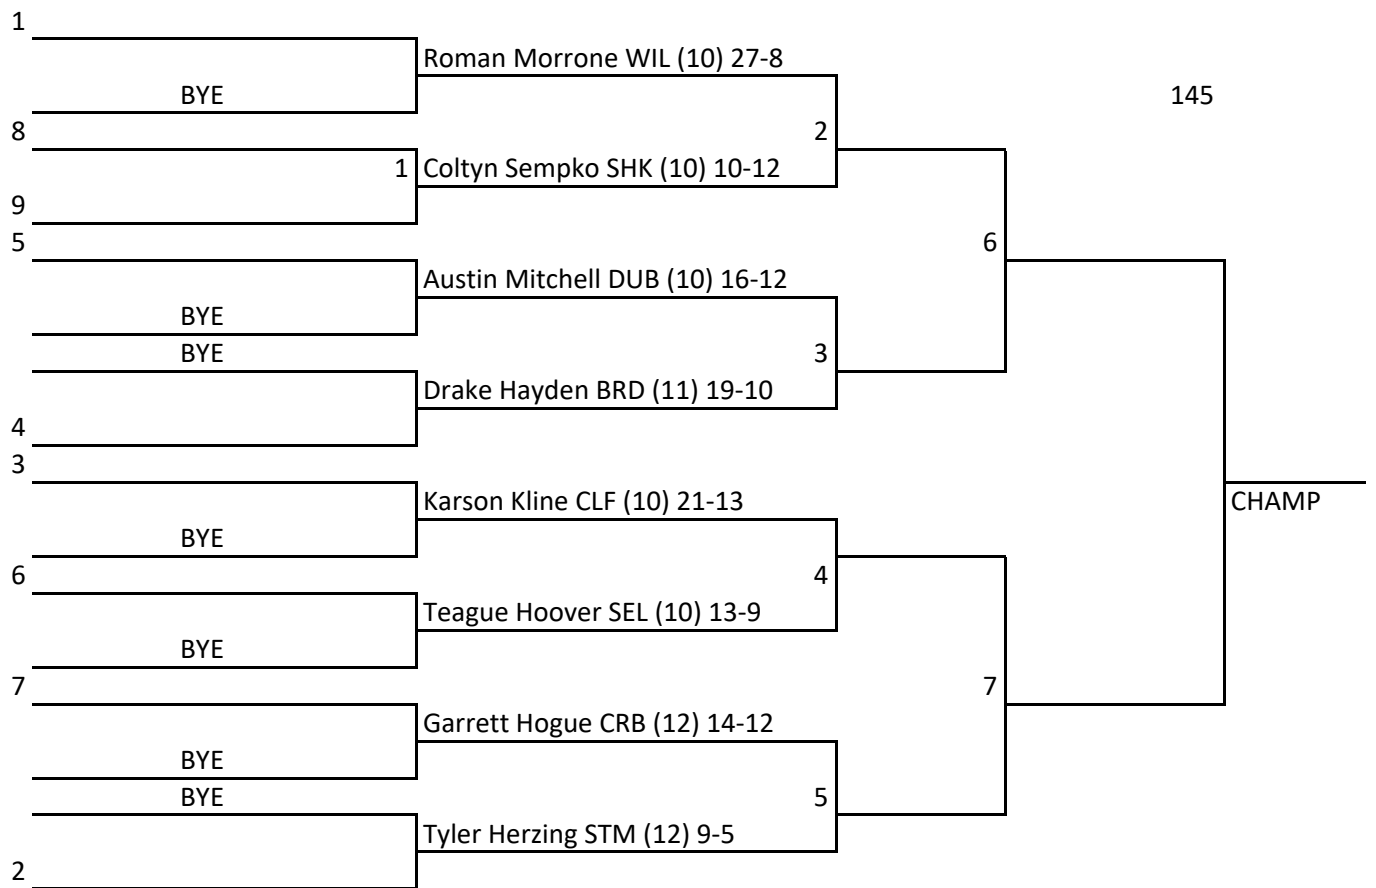 1
Roman Morrone WIL (10) 27-8
BYE
145
8
2
1
Coltyn Sempko SHK (10) 10-12
9
5
6
Austin Mitchell DUB (10) 16-12
BYE
BYE
3
Drake Hayden BRD (11) 19-10
4
3
Karson Kline CLF (10) 21-13
CHAMP
BYE
6
4
Teague Hoover SEL (10) 13-9
BYE
7
7
Garrett Hogue CRB (12) 14-12
BYE
BYE
5
Tyler Herzing STM (12) 9-5
2